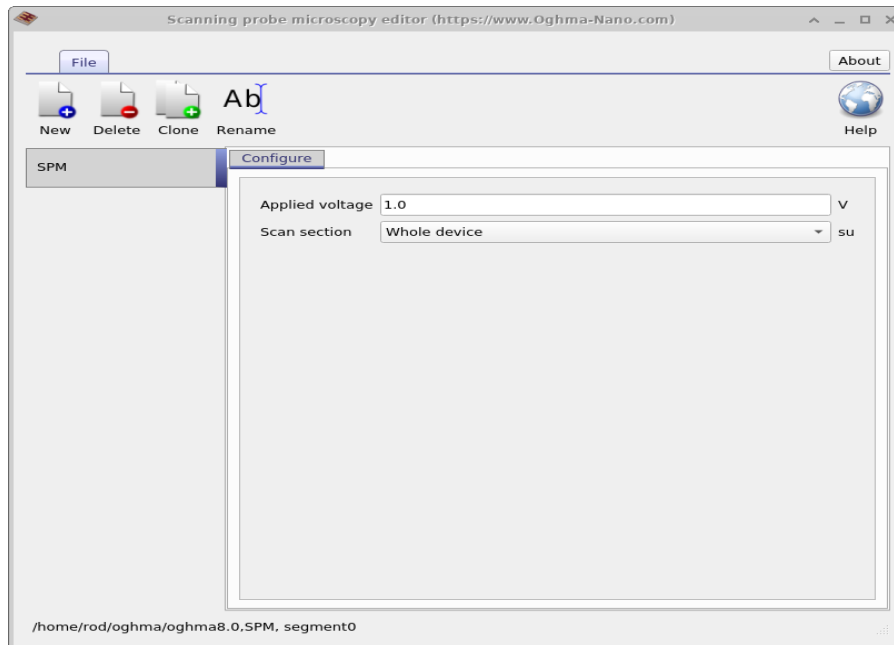 Scanning probe microscopy editor (https://www.Oghma-Nano.com)
File
About
Ab
New
Delete
Clone
Rename
Help
SPM
Configure
Applied voltage 1.0 V
Scan section Whole device su
/home/rod/oghma/oghma8.0,SPM, segment0